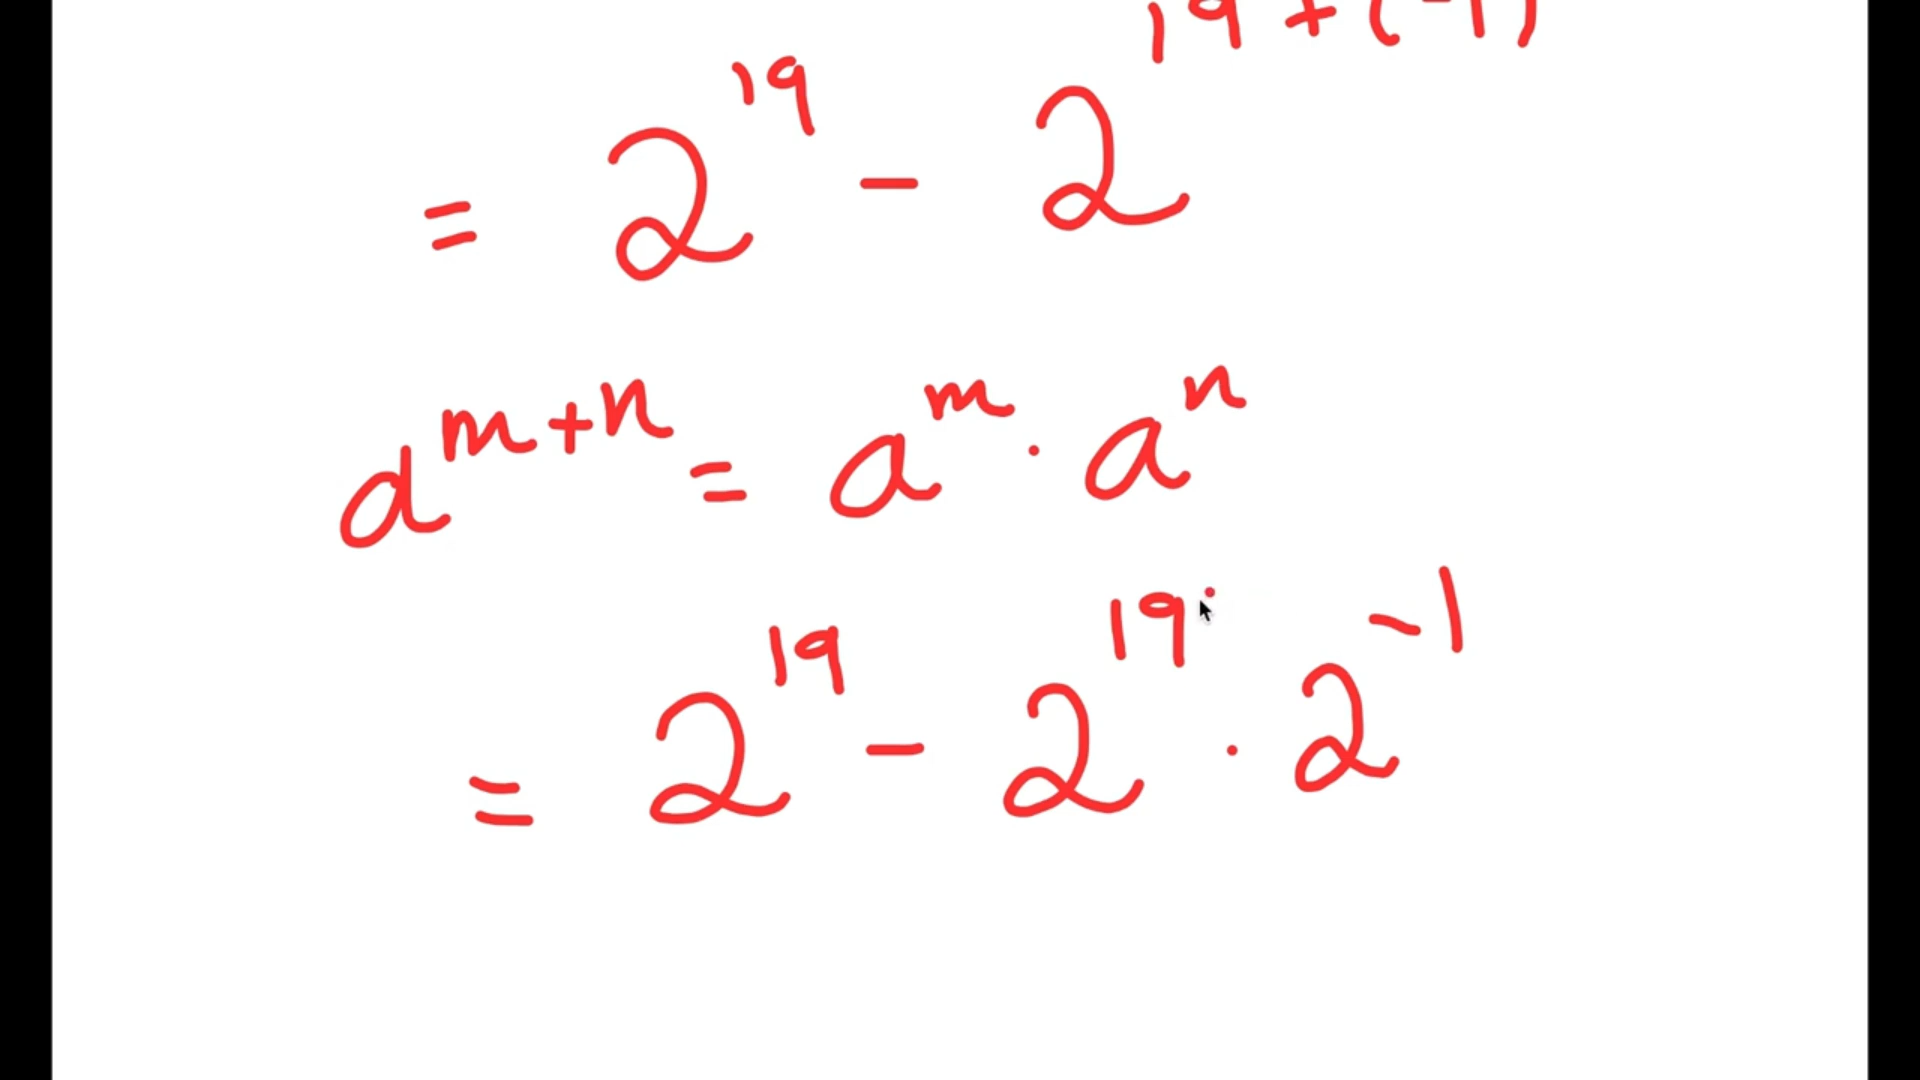 = 2^19 - 2^19+(-1)
a^m+n = a^m · a^n
= 2^19 - 2^19 · 2^-1